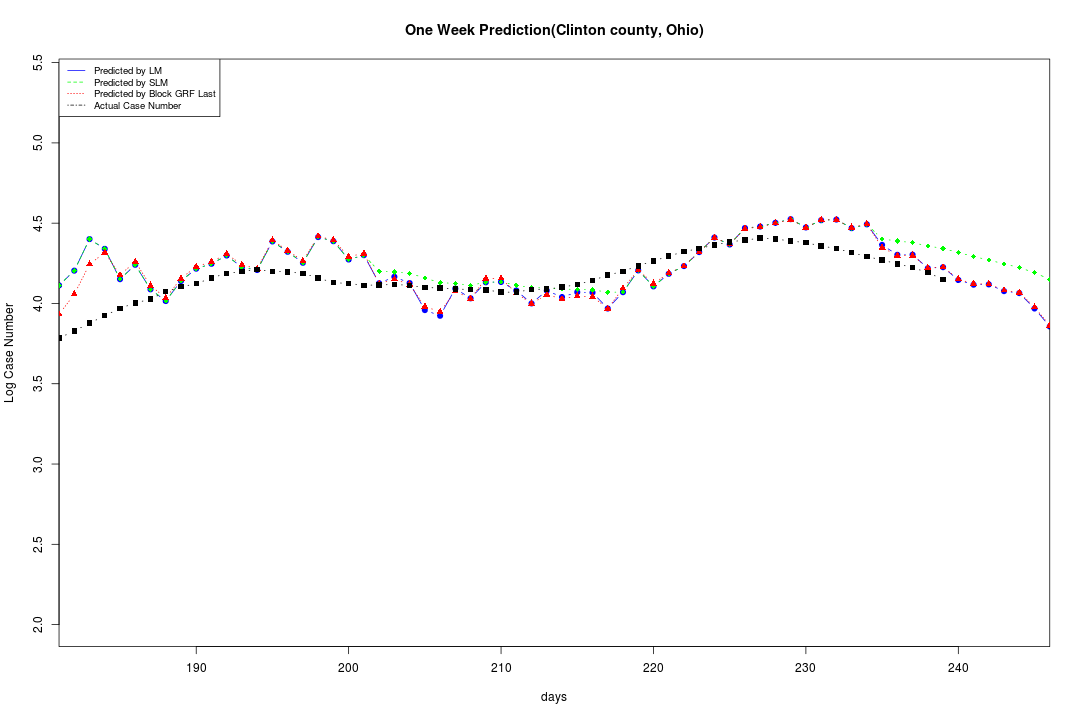 One Week Prediction(Clinton county, Ohio)
Predicted by LM
Predicted by SLM
Predicted by Block GRF Last
Actual Case Number
Log Case Number
5.5
5.0
4.5
4.0
3.5
3.0
2.5
2.0
190 200 210 220 230 240
days